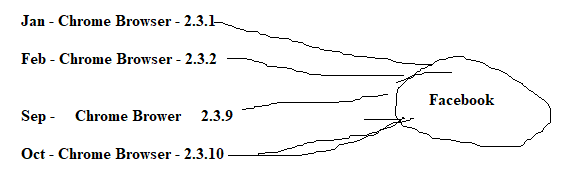 Jan - Chrome Browser - 2.3.1
Feb - Chrome Browser - 2.3.2
Facebook
Sep - Chrome Brower 2.3.9
Oct - Chrome Browser - 2.3.10